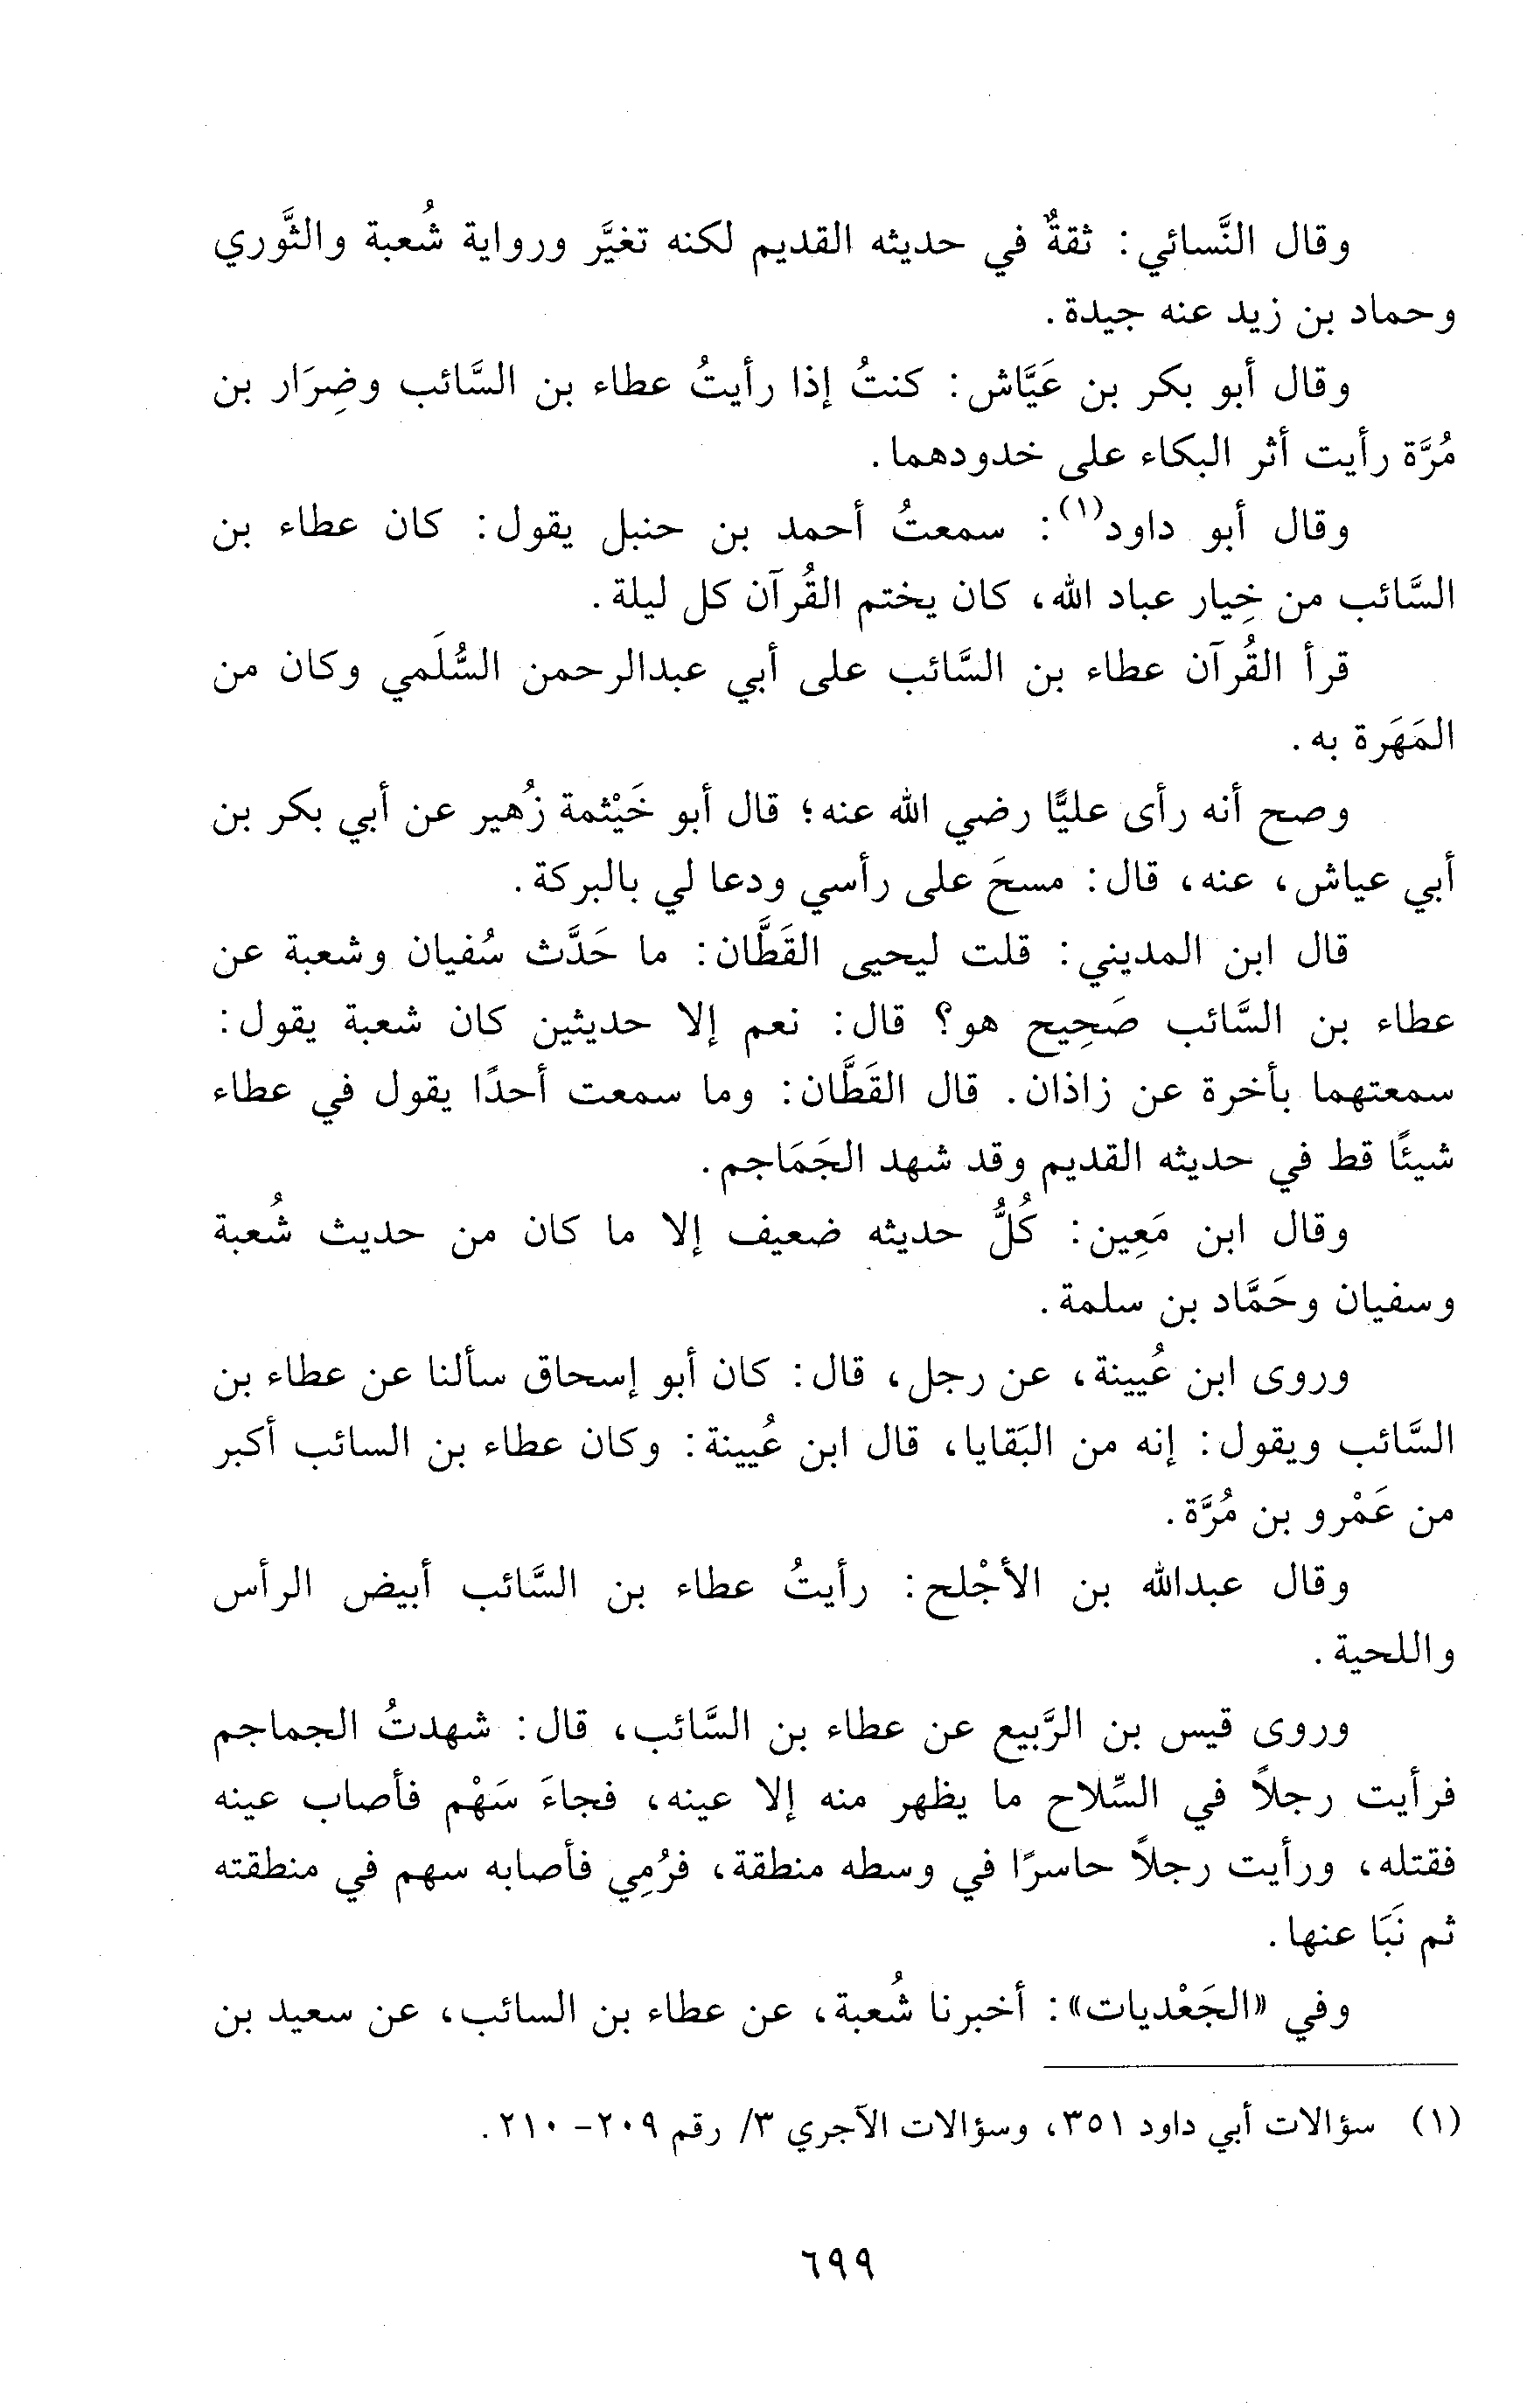 وقال النَّسائي: ثقةٌ في حديثه القديم لكنه تغيَّر ورواية شُعبة والثَّوري
وحماد بن زيد عنه جيدة.
وقال أبو بكر بن عَيَّاش: كنتُ إذا رأيتُ عطاء بن السَّائب وضِرَار بن
مُرَّة رأيت أثر البكاء على خدودهما.
وقال أبو داود(١): سمعتُ أحمد بن حنبل يقول: كان عطاء بن
السَّائب من خِيار عباد الله، كان يختم القُرآن كل ليلة.
قرأ القُرآن عطاء بن السَّائب على أبي عبدالرحمن السُّلَمي وكان من
المَهَرة به.
وصح أنه رأى عليًّا رضي الله عنه؛ قال أبو خَيْثمة زُهير عن أبي بكر بن
أبي عياش، عنه، قال: مسحَ على رأسي ودعا لي بالبركة.
قال ابن المديني: قلت ليحيى القَطَّان: ما حَدَّث سُفيان وشعبة عن
عطاء بن السَّائب صَحِيح هو؟ قال: نعم إلا حديثين كان شعبة يقول:
سمعتهما بأخرة عن زاذان. قال القَطَّان: وما سمعت أحدًا يقول في عطاء
شيئًا قط في حديثه القديم وقد شهد الجَمَاجم.
وقال ابن مَعِين: كُلُّ حديثه ضعيف إلا ما كان من حديث شُعبة
وسفيان وحَمَّاد بن سلمة.
وروى ابن عُيينة، عن رجل، قال: كان أبو إسحاق سألنا عن عطاء بن
السَّائب ويقول: إنه من البَقايا، قال ابن عُيينة: وكان عطاء بن السائب أكبر
من عَمْرو بن مُرَّة.
وقال عبدالله بن الأجْلح: رأيتُ عطاء بن السَّائب أبيض الرأس
واللحية.
وروى قيس بن الرَّبيع عن عطاء بن السَّائب، قال: شهدتُ الجماجم
فرأيت رجلاً في السِّلاح ما يظهر منه إلا عينه، فجاءَ سَهْم فأصاب عينه
فقتله، ورأيت رجلاً حاسرًا في وسطه منطقة، فرُمِي فأصابه سهم في منطقته
ثم نَبَا عنها.
وفي «الجَعْديات»: أخبرنا شُعبة، عن عطاء بن السائب، عن سعيد بن
(١) سؤالات أبي داود ٣٥١، وسؤالات الآجري ٣/ رقم ٢٠٩- ٢١٠.
٦٩٩